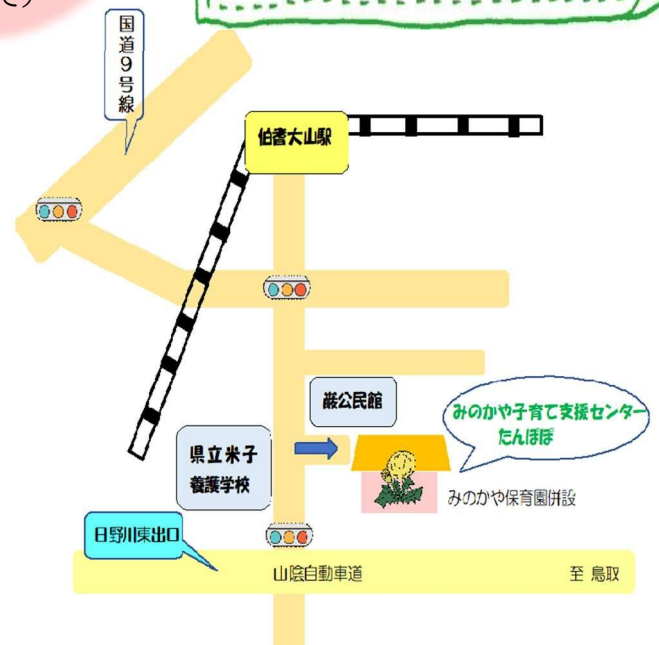 国道9号線
伯耆大山駅
巌公民館
みのかや子育て支援センター
たんぽぽ
県立米子
養護学校
みのかや保育園併設
日野川東出口
山陰自動車道
至 鳥取